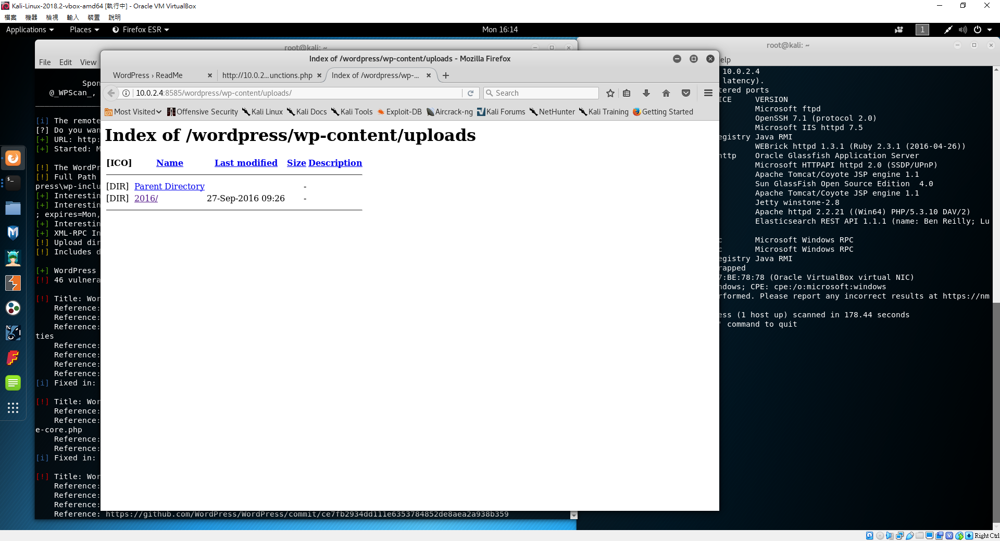 Kali-Linux-2018.2-vbox-amd64 [執行中] - Oracle VM VirtualBox
檔案 機器 檢視 輸入 裝置 說明
Applications Places Firefox ESR Mon 16:14 1
root@kali: ~
File Edit View
Spon
@_WPScan_,
[i] The remote
[?] Do you wan
[+] URL: http:
[+] Started: M
[!] The WordPr
[!] Full Path
press\wp-inclu
[+] Interestin
[+] Interestin
; expires=Mon,
[+] Interestin
[+] XML-RPC In
[!] Upload dir
[!] Includes d
[+] WordPress
[!] 46 vulnera
[!] Title: Wor
Reference:
Reference:
Reference:
ties
Reference:
Reference:
Reference:
Reference:
[i] Fixed in:
[!] Title: Wor
Reference:
Reference:
e-core.php
Reference:
Reference:
[i] Fixed in:
[!] Title: Wor
Reference:
Reference:
Reference:
Reference: https://github.com/WordPress/WordPress/commit/ce7fb2934dd111e6353784852de8aea2a938b359
Index of /wordpress/wp-content/uploads - Mozilla Firefox
WordPress › ReadMe http://10.0.2...unctions.php Index of /wordpress/wp-...
10.0.2.4:8585/wordpress/wp-content/uploads/ Search
Most Visited Offensive Security Kali Linux Kali Docs Kali Tools Exploit-DB Aircrack-ng Kali Forums NetHunter Kali Training Getting Started
Index of /wordpress/wp-content/uploads
[ICO] Name Last modified Size Description
[DIR] Parent Directory -
[DIR] 2016/ 27-Sep-2016 09:26 -
root@kali: ~
elp
10.0.2.4
latency).
tered ports
ICE VERSION
Microsoft ftpd
OpenSSH 7.1 (protocol 2.0)
Microsoft IIS httpd 7.5
egistry Java RMI
WEBrick httpd 1.3.1 (Ruby 2.3.1 (2016-04-26))
http Oracle Glassfish Application Server
Microsoft HTTPAPI httpd 2.0 (SSDP/UPnP)
Apache Tomcat/Coyote JSP engine 1.1
Sun GlassFish Open Source Edition 4.0
Apache Tomcat/Coyote JSP engine 1.1
Jetty winstone-2.8
Apache httpd 2.2.21 ((Win64) PHP/5.3.10 DAV/2)
Elasticsearch REST API 1.1.1 (name: Ben Reilly; Lu
c Microsoft Windows RPC
c Microsoft Windows RPC
egistry Java RMI
rapped
7:BE:78:78 (Oracle VirtualBox virtual NIC)
ndows; CPE: cpe:/o:microsoft:windows
rformed. Please report any incorrect results at https://nm
ess (1 host up) scanned in 178.44 seconds
' command to quit
Right Ctrl